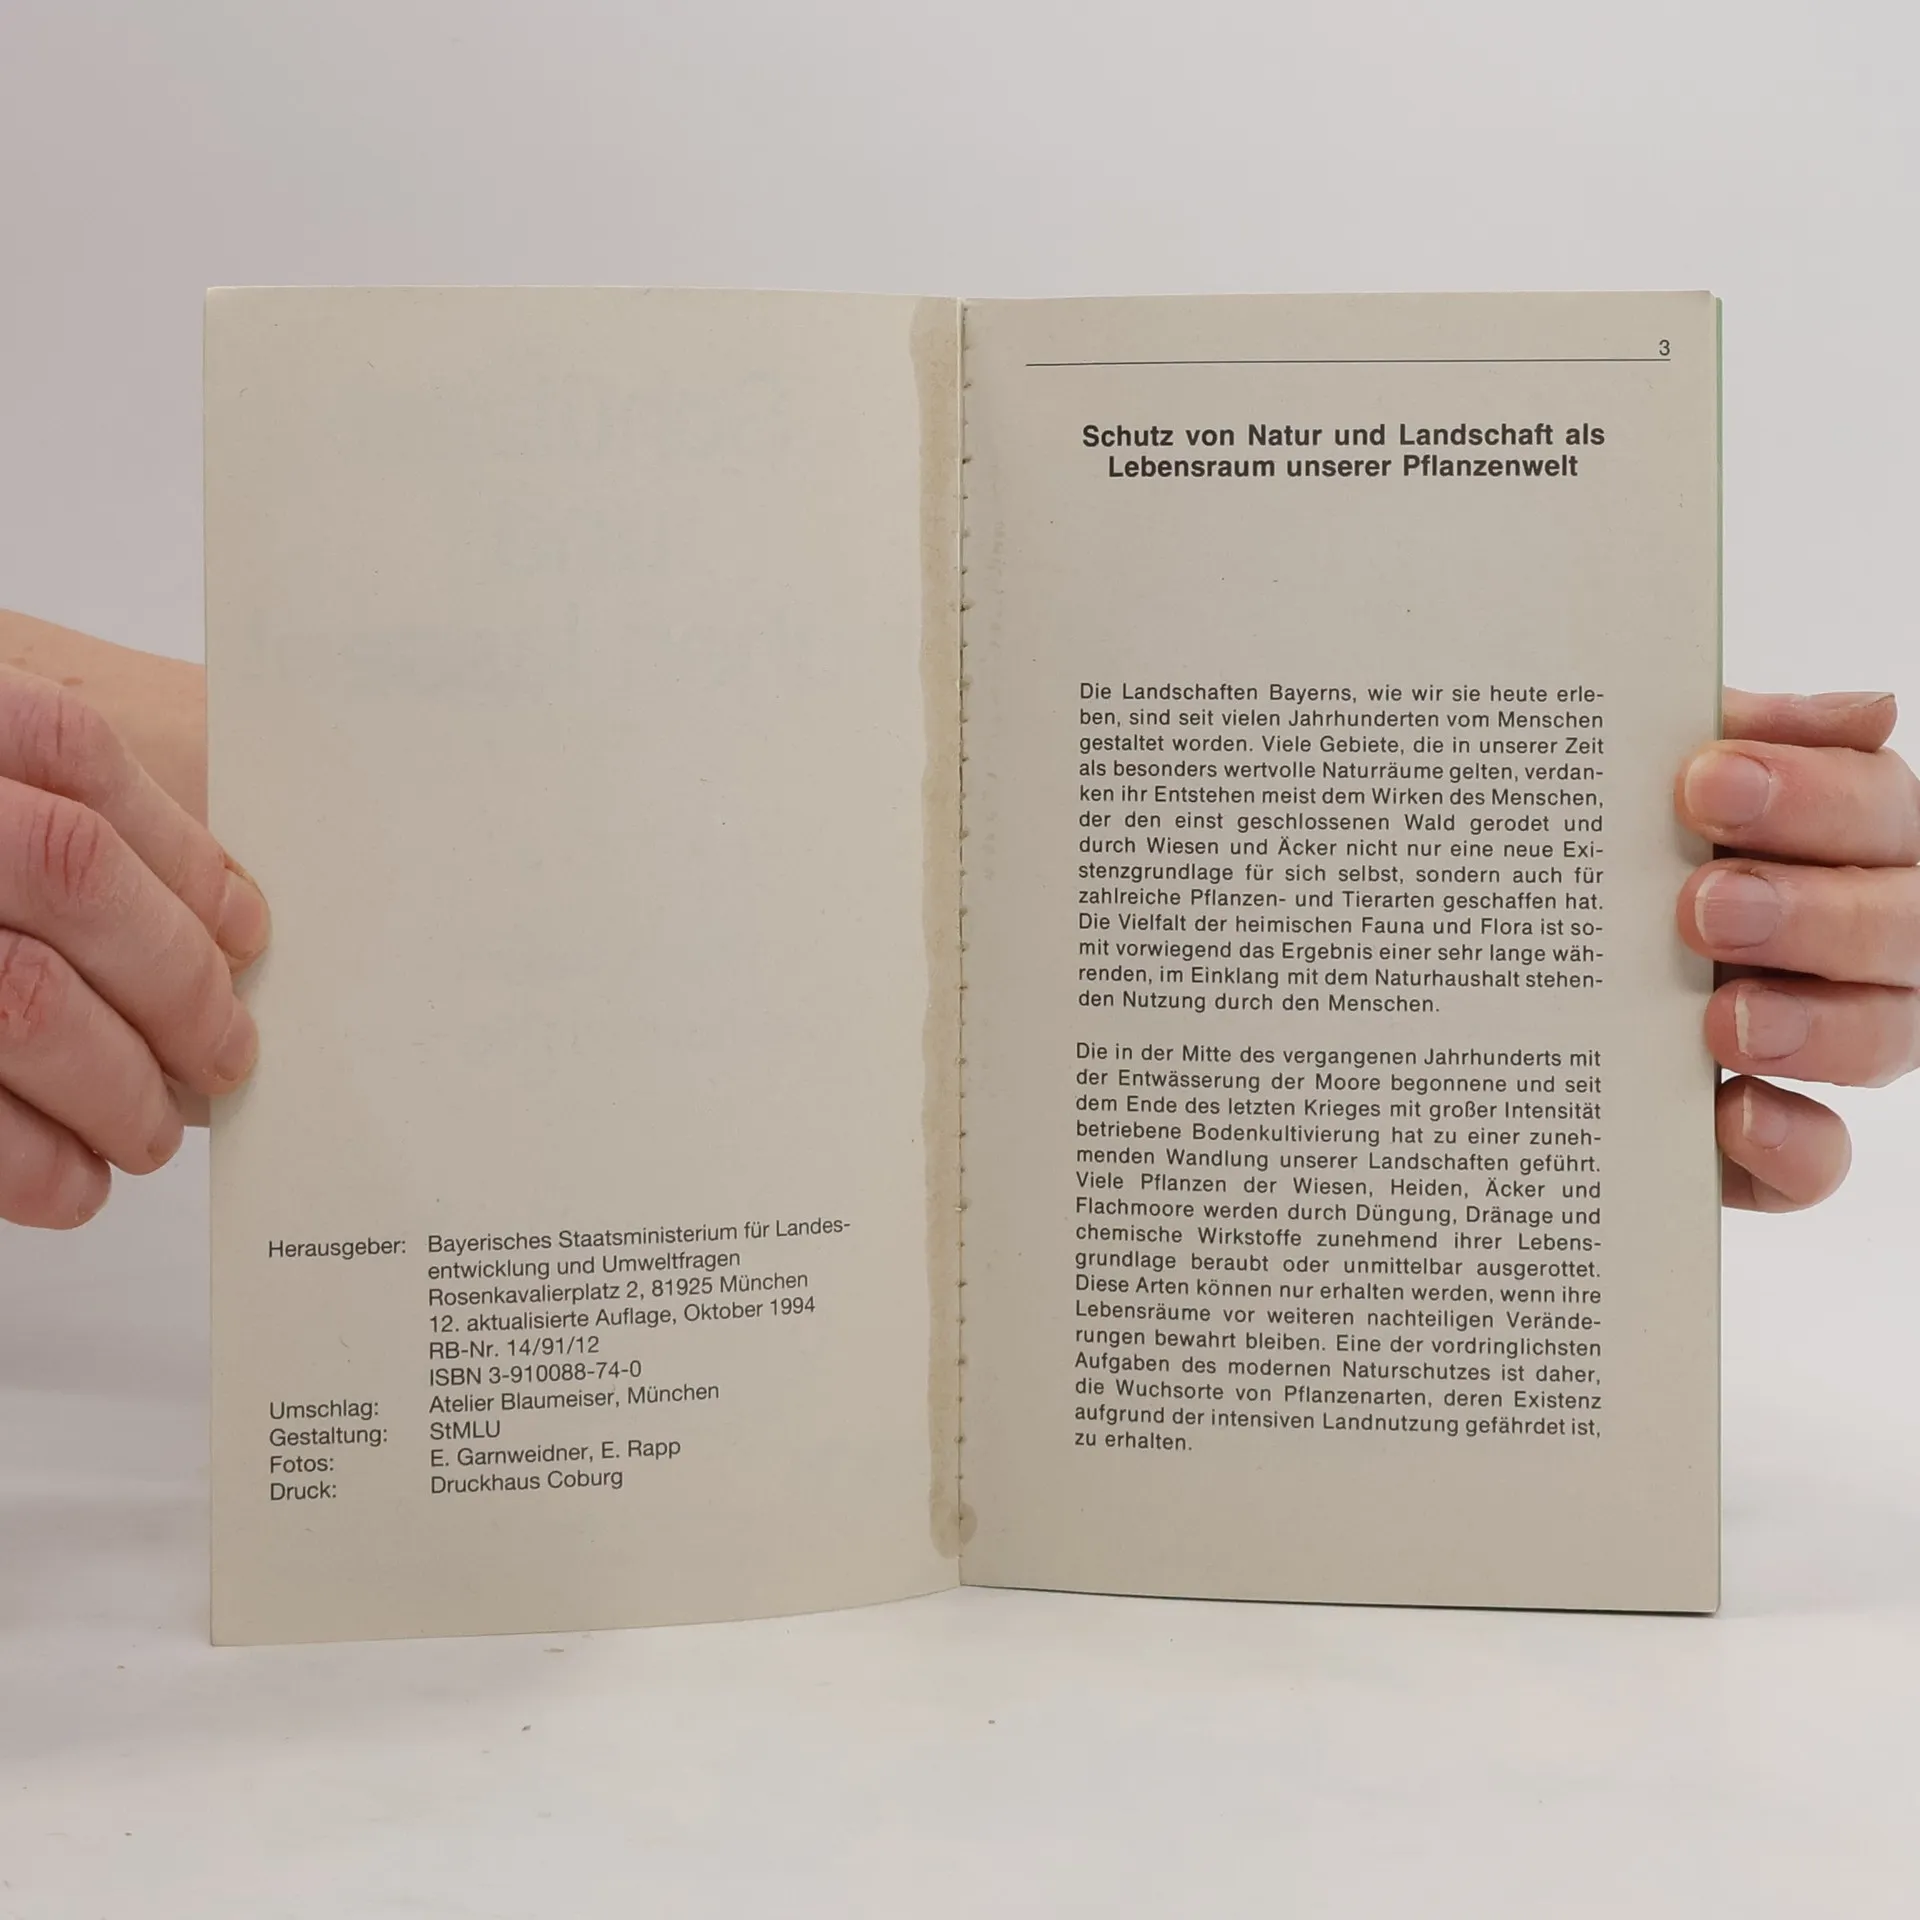 Herausgeber: Bayerisches Staatsministerium für Landes-
entwicklung und Umweltfragen
Rosenkavalierplatz 2, 81925 München
12. aktualisierte Auflage, Oktober 1994
RB-Nr. 14/91/12
ISBN 3-910088-74-0
Umschlag: Atelier Blaumeiser, München
Gestaltung: StMLU
Fotos: E. Garnweidner, E. Rapp
Druck: Druckhaus Coburg
3
Schutz von Natur und Landschaft als
Lebensraum unserer Pflanzenwelt
Die Landschaften Bayerns, wie wir sie heute erle-
ben, sind seit vielen Jahrhunderten vom Menschen
gestaltet worden. Viele Gebiete, die in unserer Zeit
als besonders wertvolle Naturräume gelten, verdan-
ken ihr Entstehen meist dem Wirken des Menschen,
der den einst geschlossenen Wald gerodet und
durch Wiesen und Äcker nicht nur eine neue Exi-
stenzgrundlage für sich selbst, sondern auch für
zahlreiche Pflanzen- und Tierarten geschaffen hat.
Die Vielfalt der heimischen Fauna und Flora ist so-
mit vorwiegend das Ergebnis einer sehr lange wäh-
renden, im Einklang mit dem Naturhaushalt stehen-
den Nutzung durch den Menschen.
Die in der Mitte des vergangenen Jahrhunderts mit
der Entwässerung der Moore begonnene und seit
dem Ende des letzten Krieges mit großer Intensität
betriebene Bodenkultivierung hat zu einer zuneh-
menden Wandlung unserer Landschaften geführt.
Viele Pflanzen der Wiesen, Heiden, Äcker und
Flachmoore werden durch Düngung, Dränage und
chemische Wirkstoffe zunehmend ihrer Lebens-
grundlage beraubt oder unmittelbar ausgerottet.
Diese Arten können nur erhalten werden, wenn ihre
Lebensräume vor weiteren nachteiligen Verände-
rungen bewahrt bleiben. Eine der vordringlichsten
Aufgaben des modernen Naturschutzes ist daher,
die Wuchsorte von Pflanzenarten, deren Existenz
aufgrund der intensiven Landnutzung gefährdet ist,
zu erhalten.